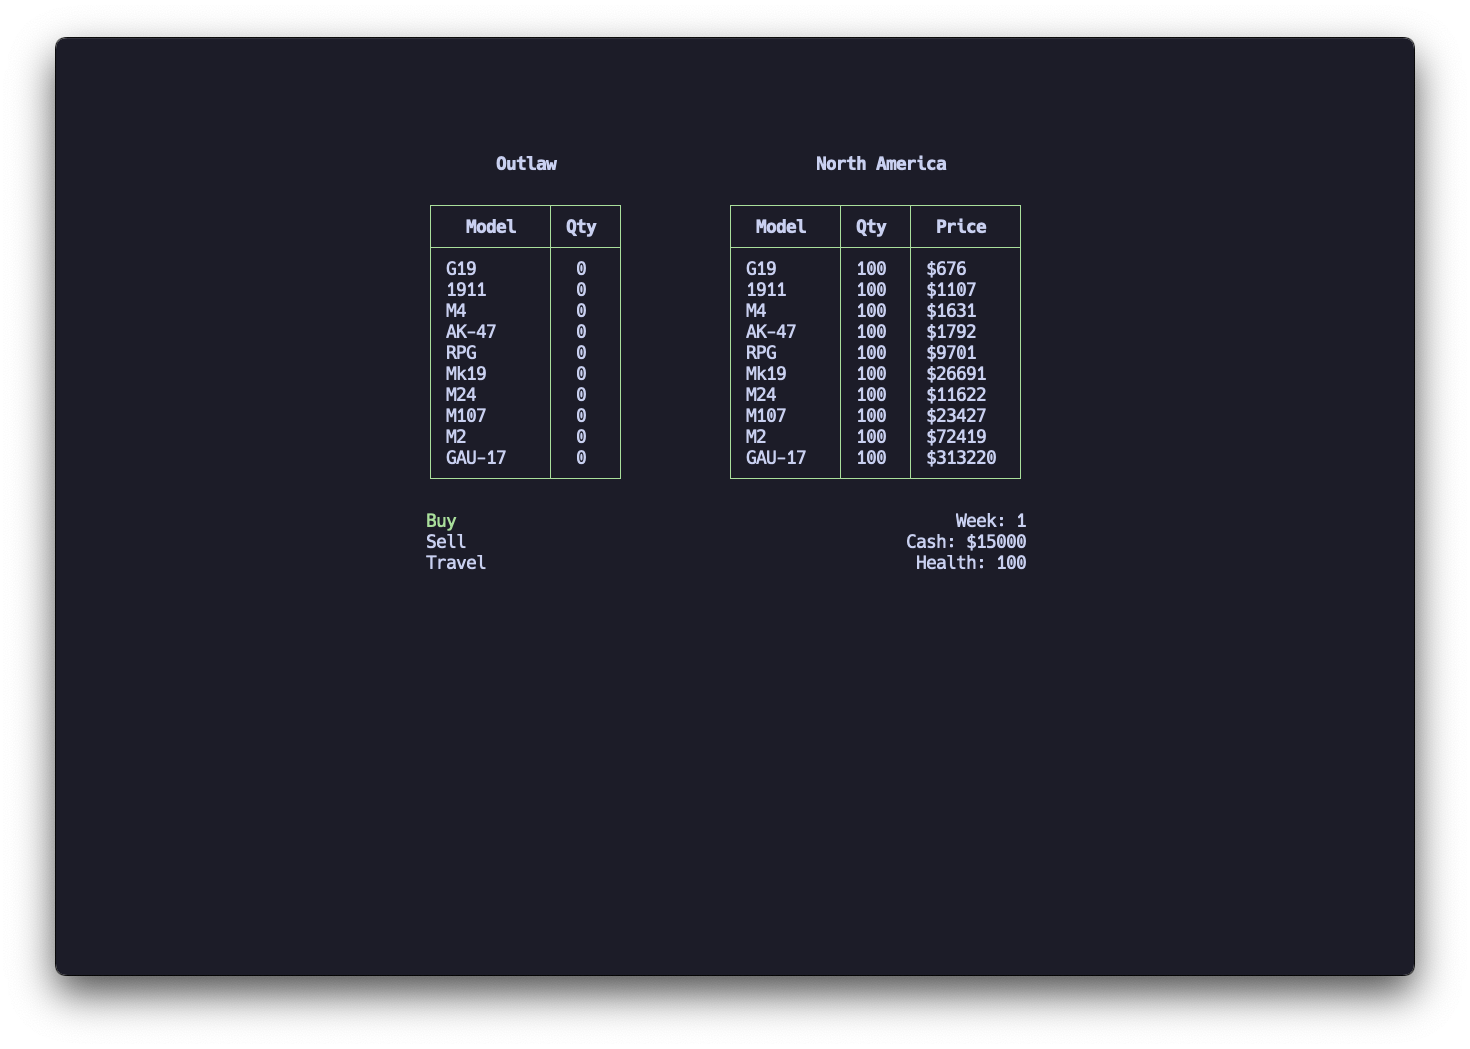 Outlaw North America
Model Qty Model Qty Price
G19 0 G19 100 $676
1911 0 1911 100 $1107
M4 0 M4 100 $1631
AK-47 0 AK-47 100 $1792
RPG 0 RPG 100 $9701
Mk19 0 Mk19 100 $26691
M24 0 M24 100 $11622
M107 0 M107 100 $23427
M2 0 M2 100 $72419
GAU-17 0 GAU-17 100 $313220
Buy Week: 1
Sell Cash: $15000
Travel Health: 100